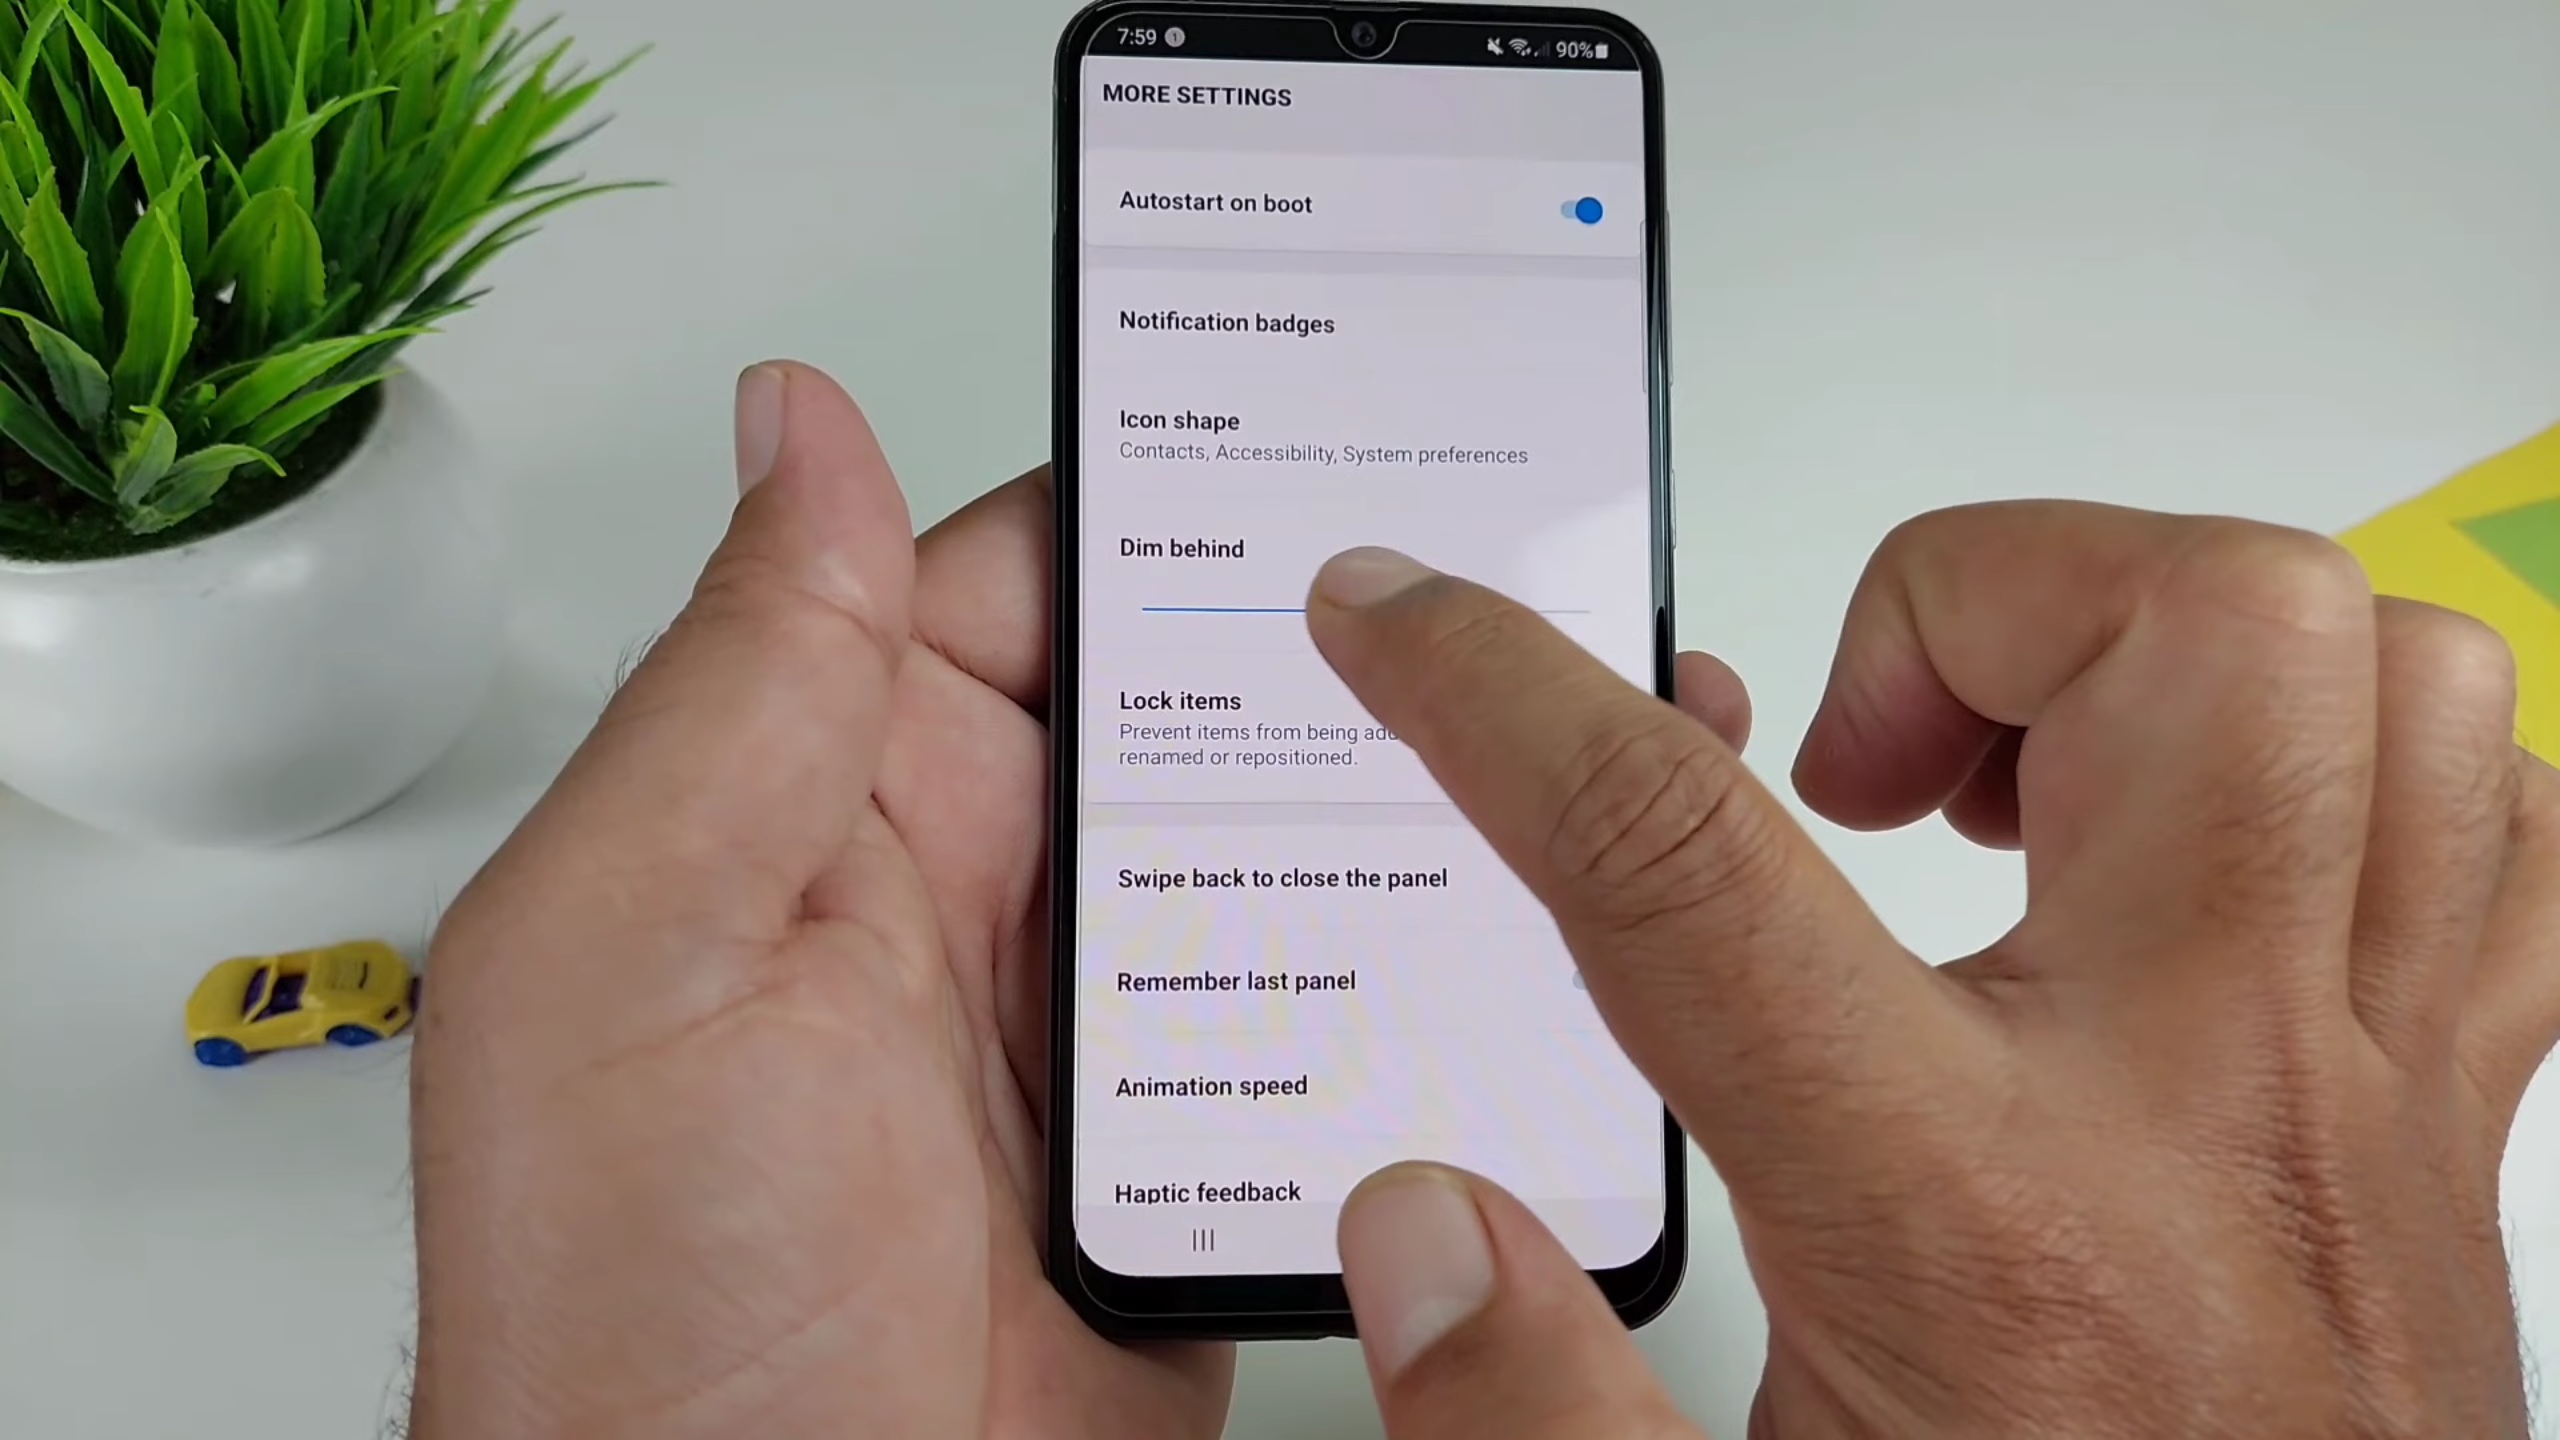 7:59
90%
MORE SETTINGS
Autostart on boot
Notification badges
Icon shape
Contacts, Accessibility, System preferences
Dim behind
Lock items
Prevent items from being
renamed or repositioned.
Swipe back to close the panel
Remember last panel
Animation speed
Haptic feedback